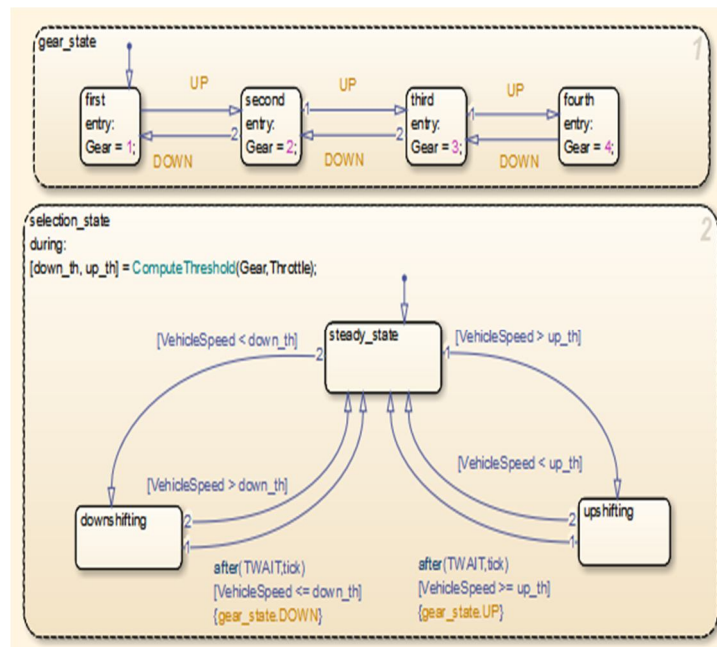 gear_state
1
UP
UP
UP
first
entry:
Gear = 1;
second
entry:
Gear = 2;
third
entry:
Gear = 3;
fourth
entry:
Gear = 4;
1
2
1
2
1
DOWN
DOWN
DOWN
selection_state
2
during:
[down_th, up_th] = ComputeThreshold(Gear,Throttle);
[VehicleSpeed < down_th]
steady_state
[VehicleSpeed > up_th]
2
1
[VehicleSpeed > down_th]
[VehicleSpeed < up_th]
downshifting
2
1
upshifting
2
1
after(TWAIT,tick)
[VehicleSpeed <= down_th]
{gear_state.DOWN}
after(TWAIT,tick)
[VehicleSpeed >= up_th]
{gear_state.UP}